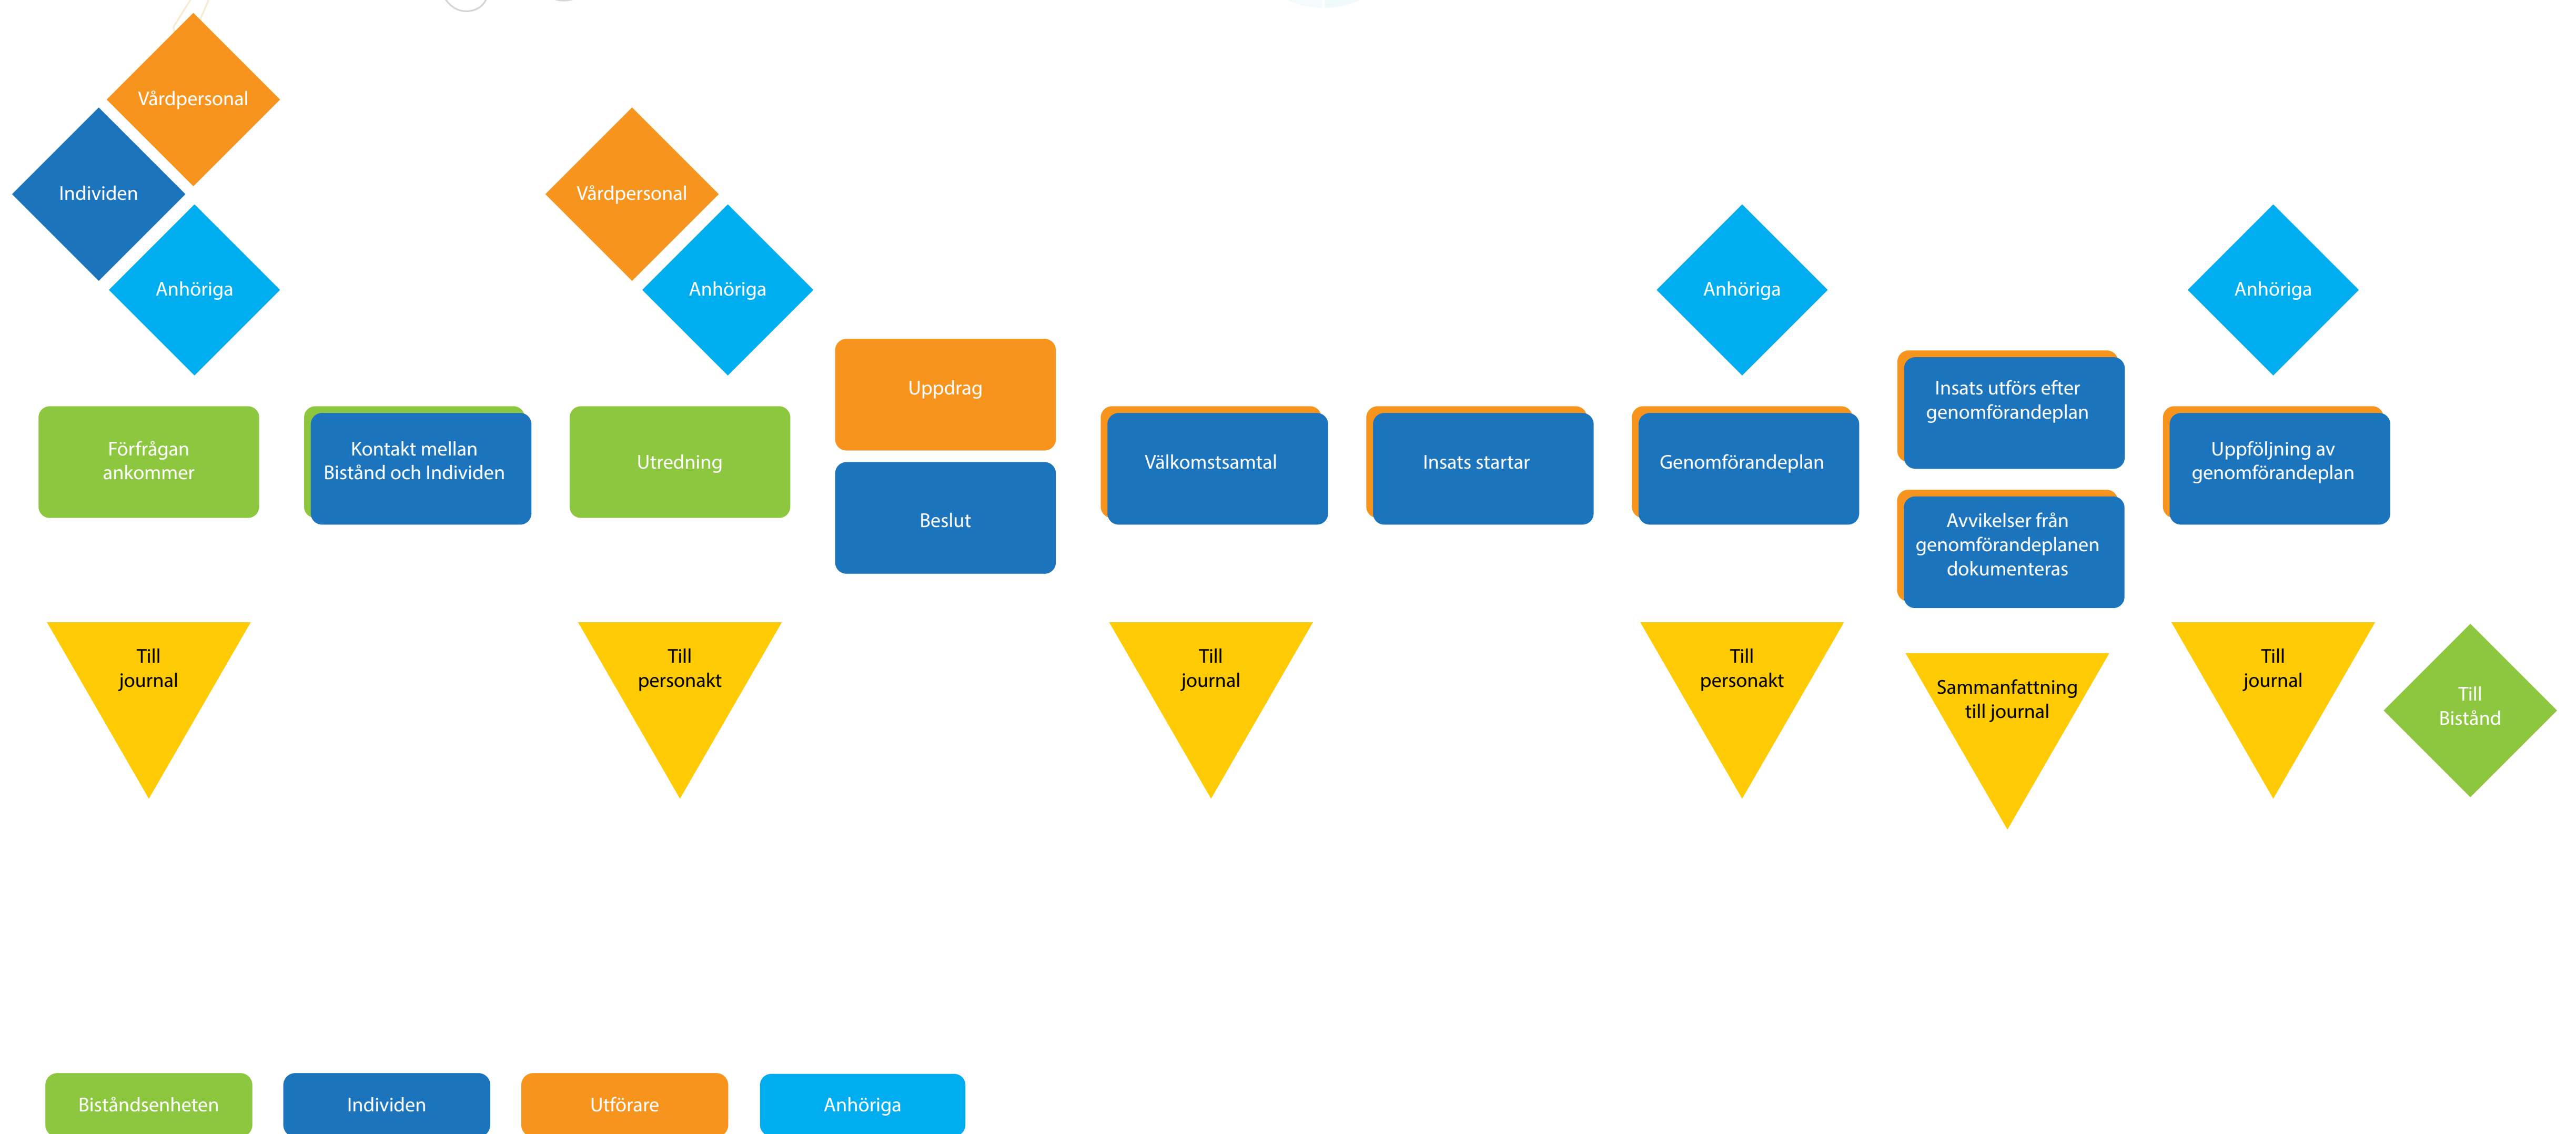 Vårdpersonal
Individen
Anhöriga
Vårdpersonal
Anhöriga
Anhöriga
Anhöriga
Förfrågan
ankommer
Kontakt mellan
Bistånd och Individen
Utredning
Uppdrag
Beslut
Välkomstsamtal
Insats startar
Genomförandeplan
Insats utförs efter
genomförandeplan
Avvikelser från
genomförandeplanen
dokumenteras
Uppföljning av
genomförandeplan
Till
journal
Till
personakt
Till
journal
Till
personakt
Sammanfattning
till journal
Till
journal
Till
Bistånd
Biståndsenheten
Individen
Utförare
Anhöriga